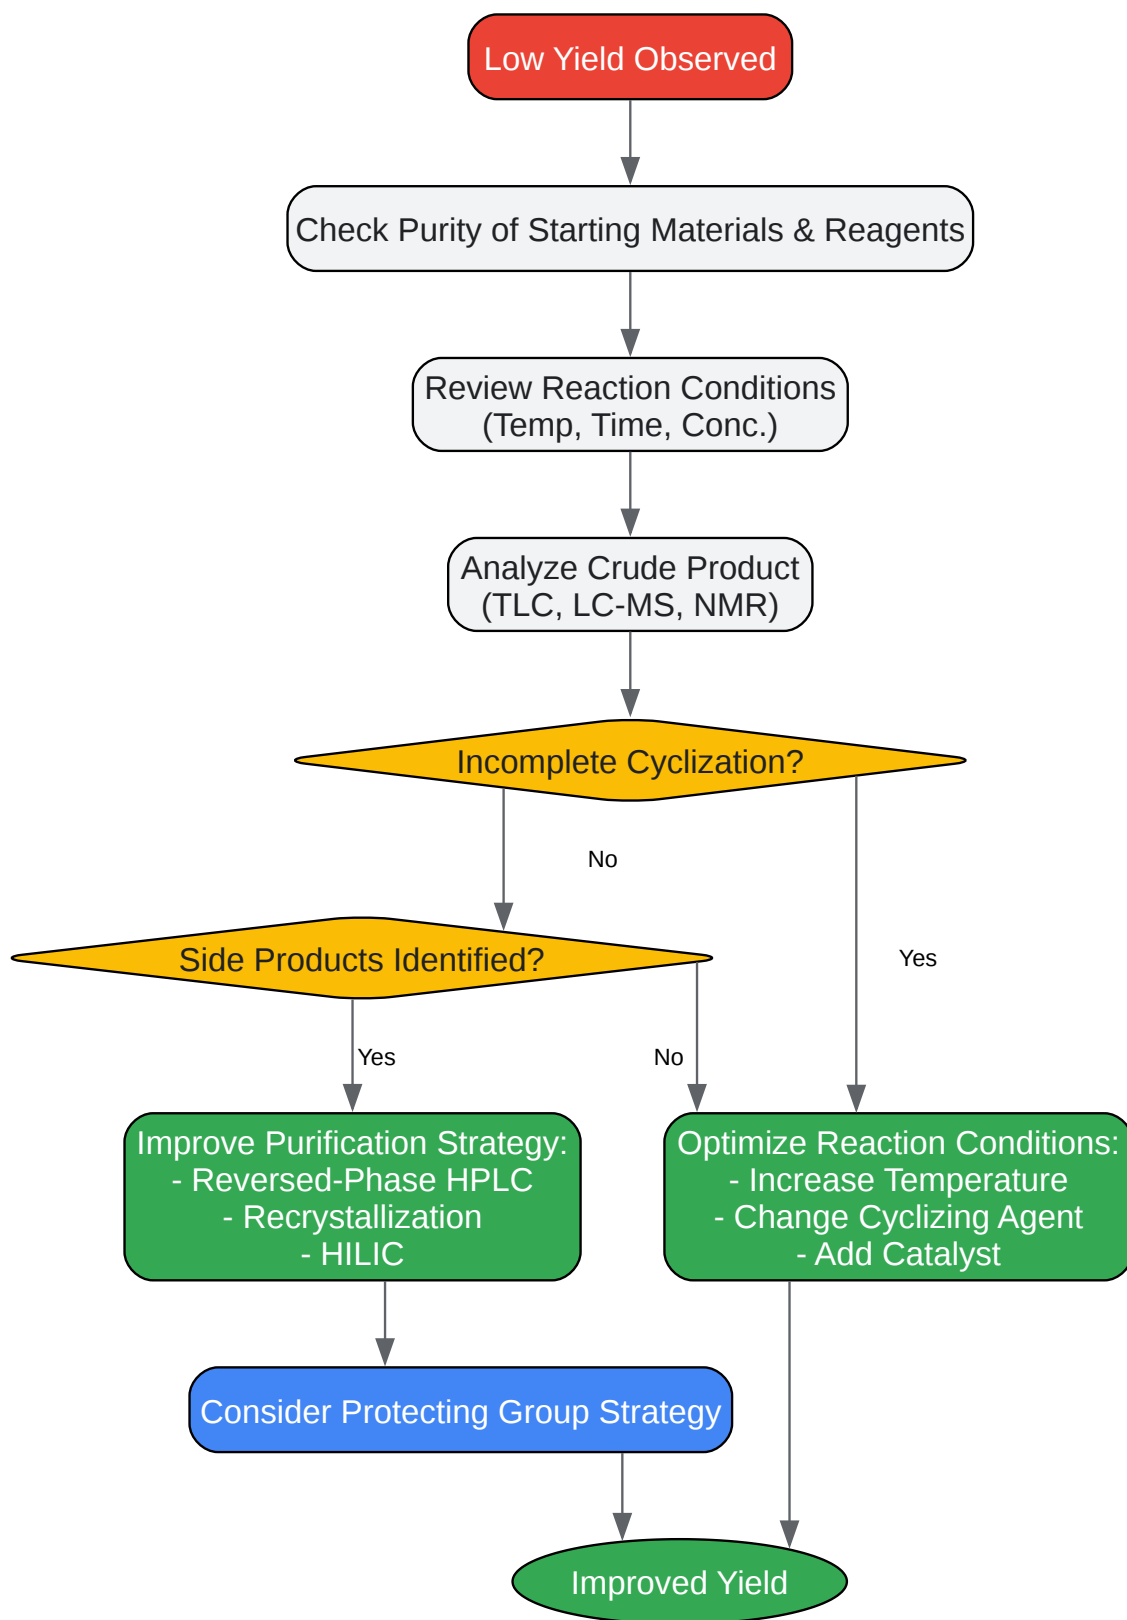 Low Yield Observed
Check Purity of Starting Materials & Reagents
Review Reaction Conditions
(Temp, Time, Conc.)
Analyze Crude Product
(TLC, LC-MS, NMR)
Incomplete Cyclization?
No
Side Products Identified?
Yes
Yes
No
Improve Purification Strategy:
- Reversed-Phase HPLC
- Recrystallization
- HILIC
Optimize Reaction Conditions:
- Increase Temperature
- Change Cyclizing Agent
- Add Catalyst
Consider Protecting Group Strategy
Improved Yield